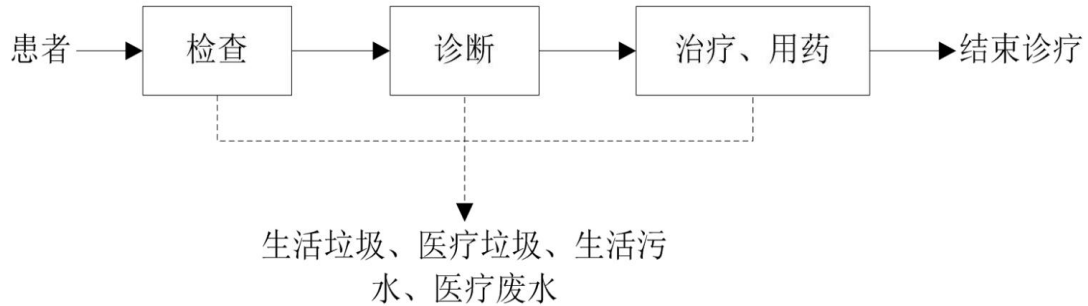 患者
检查
诊断
治疗、用药
结束诊疗
生活垃圾、医疗垃圾、生活污
水、医疗废水